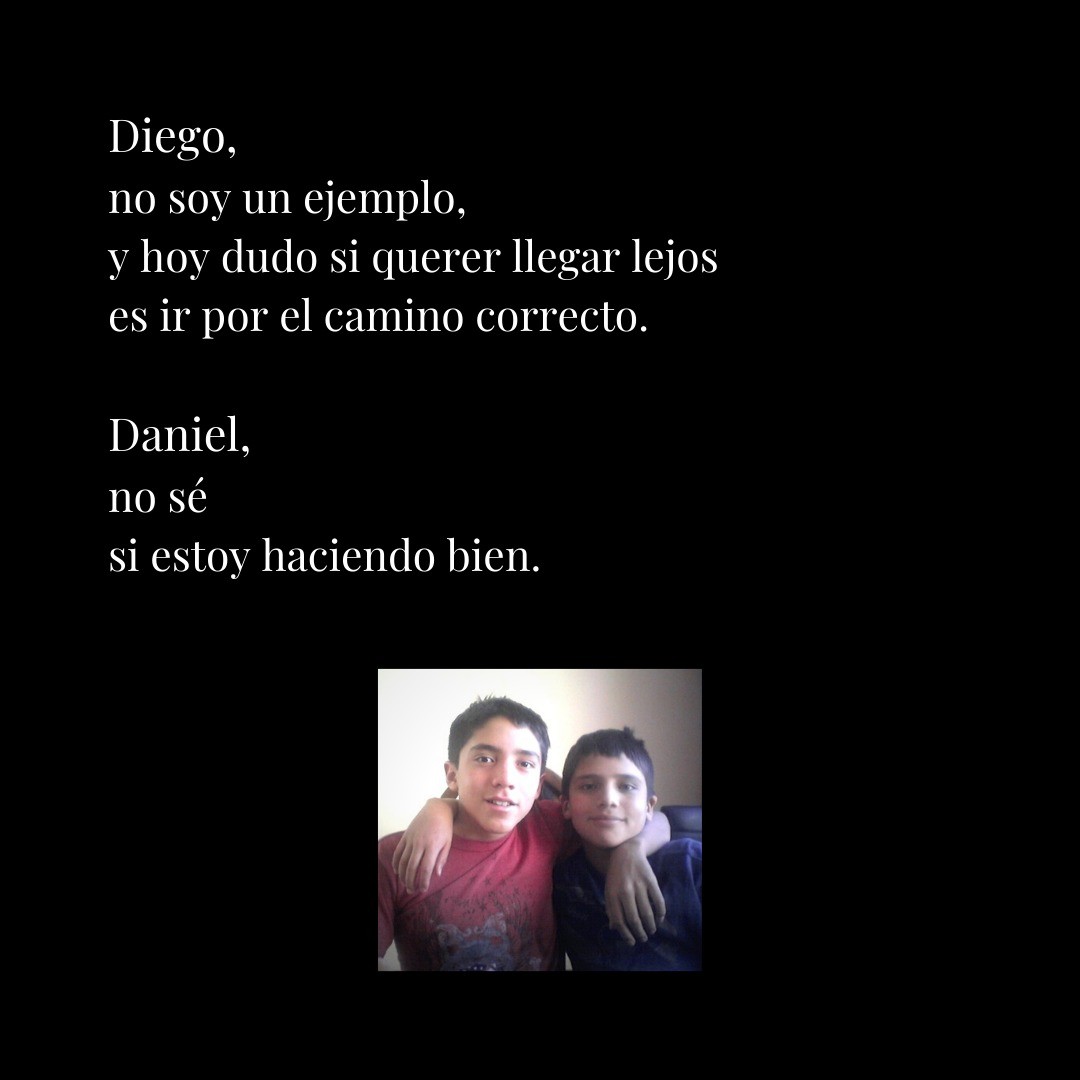 Diego,
no soy un ejemplo,
y hoy dudo si querer llegar lejos
es ir por el camino correcto.
Daniel,
no sé
si estoy haciendo bien.